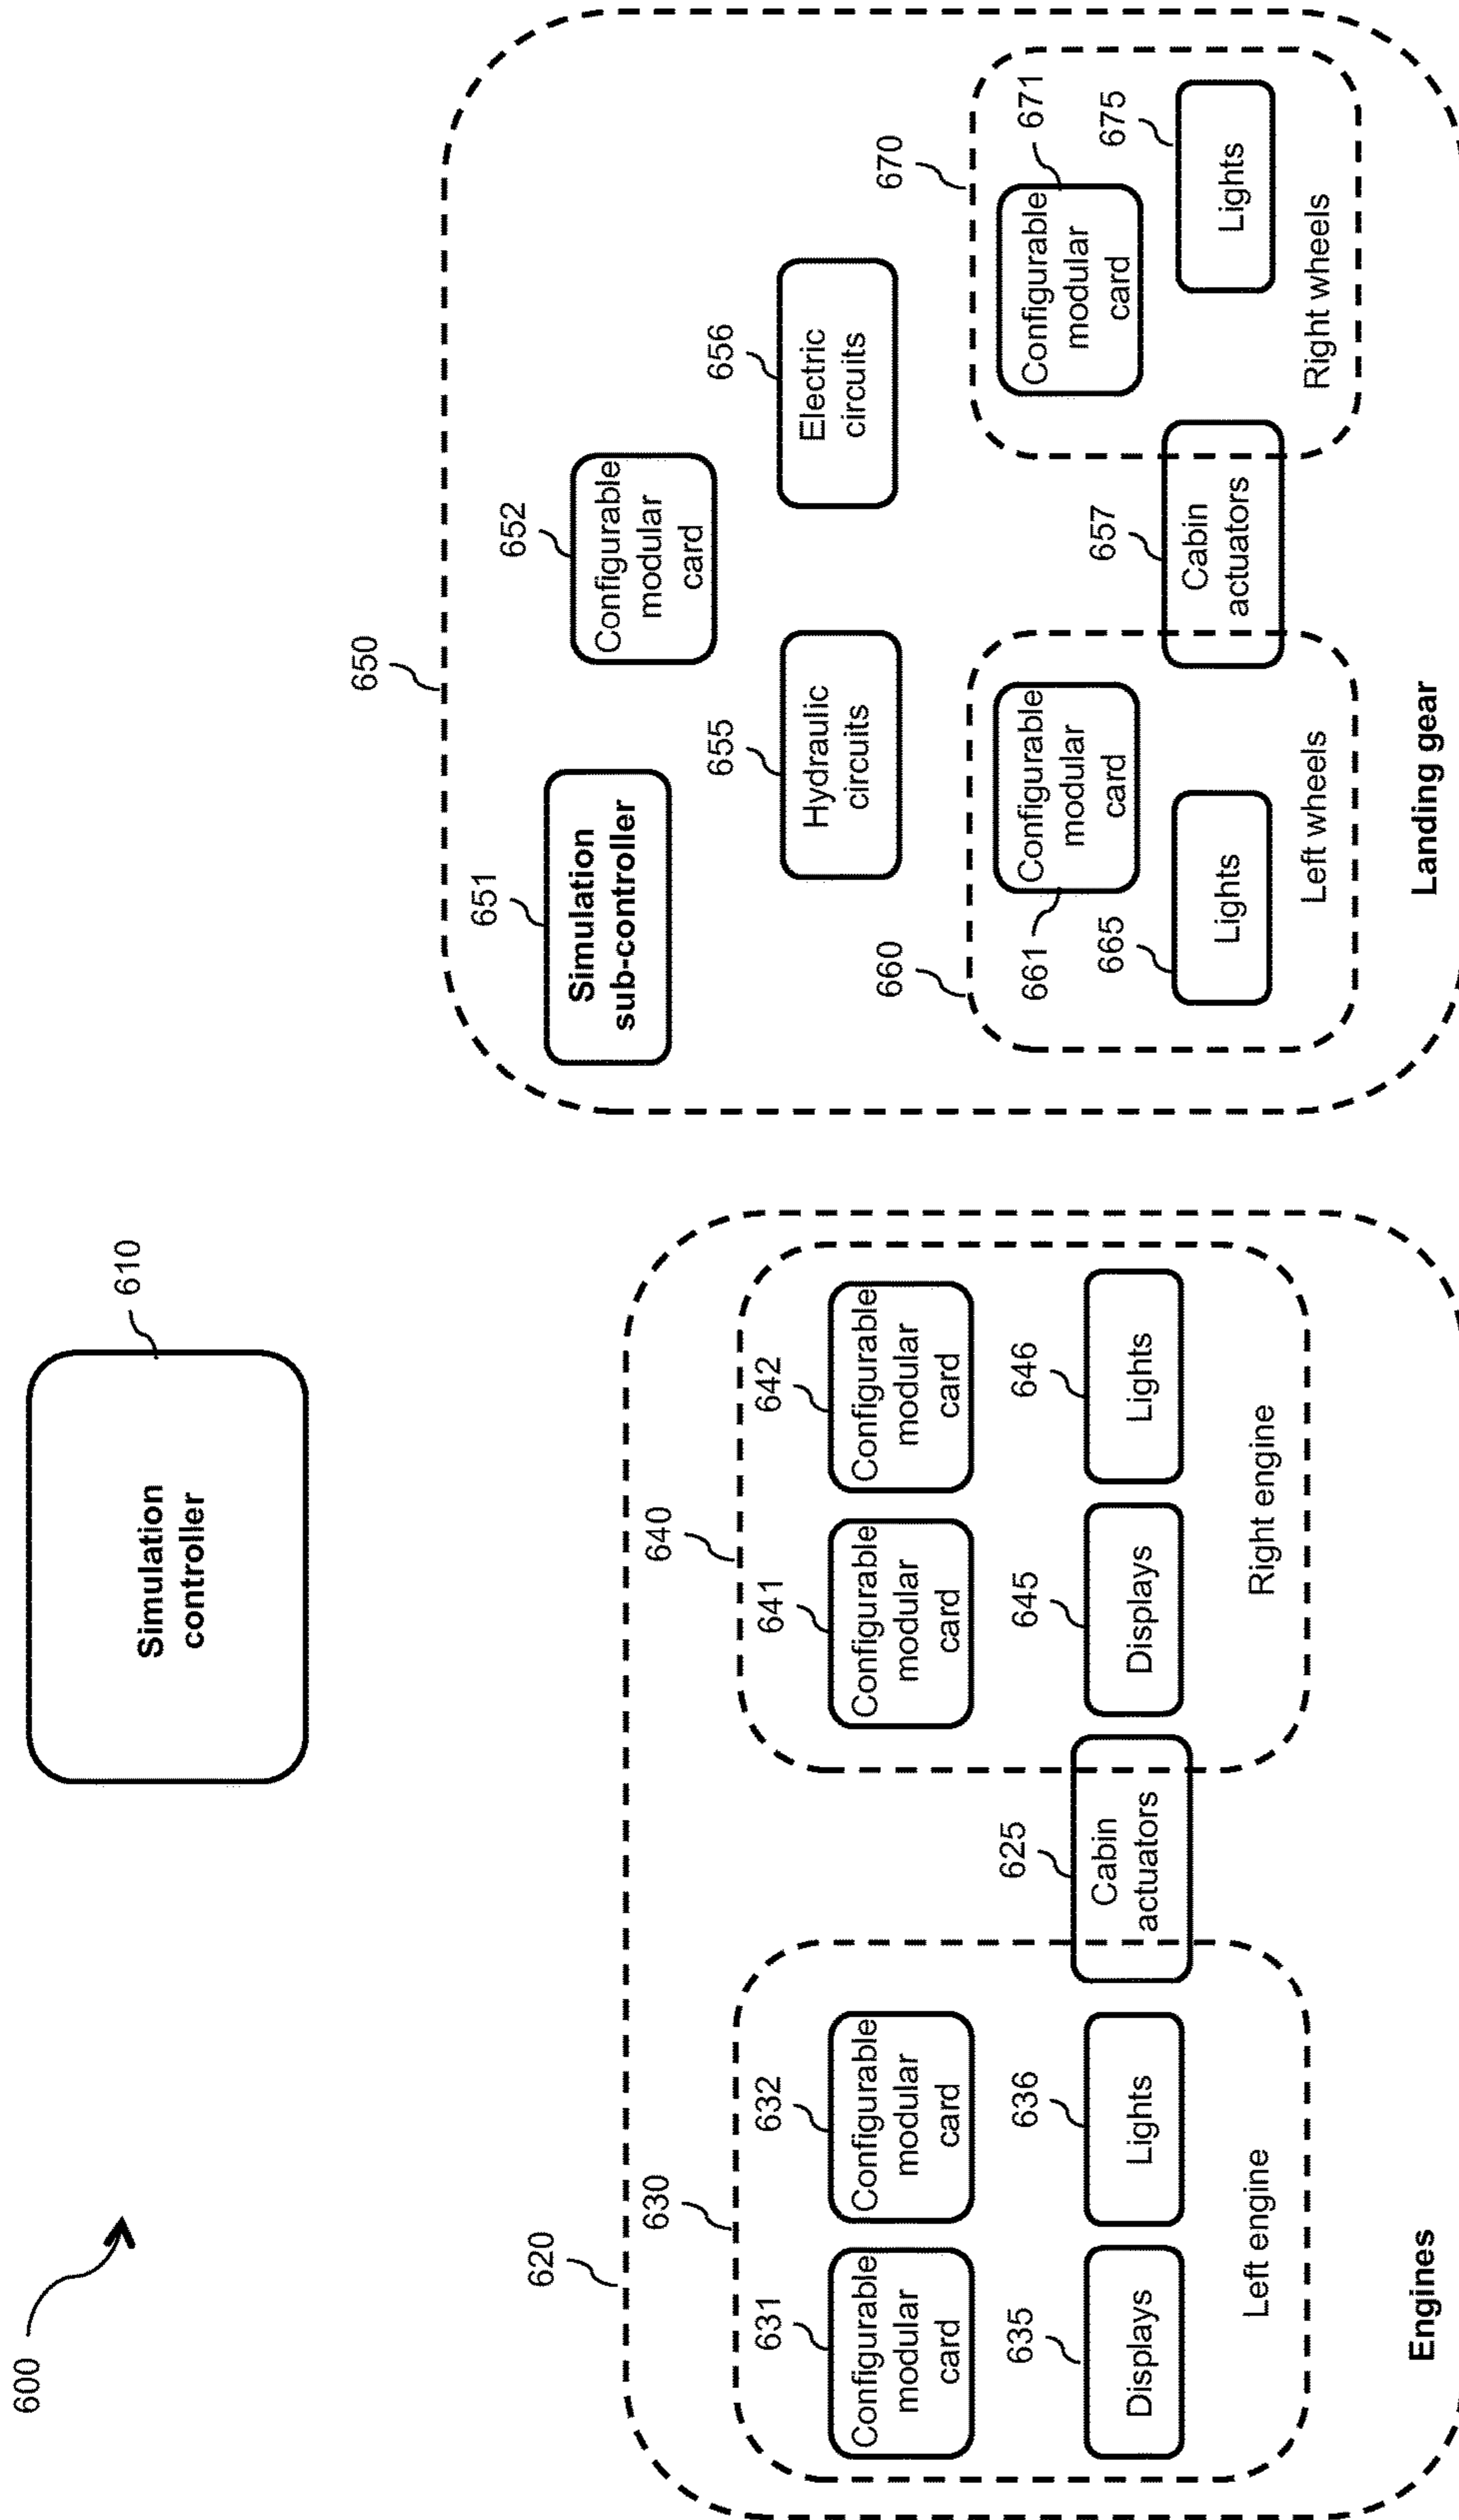 600
Simulation
controller
610
620
630
631
Configurable
modular
card
632
Configurable
modular
card
635
Displays
636
Lights
Left engine
625
Cabin
actuators
640
641
Configurable
modular
card
642
Configurable
modular
card
645
Displays
646
Lights
Right engine
Engines
650
651
Simulation
sub-controller
652
Configurable
modular
card
655
Hydraulic
circuits
656
Electric
circuits
660
661
Configurable
modular
card
665
Lights
Left wheels
657
Cabin
actuators
670
Configurable
modular
card
671
675
Lights
Right wheels
Landing gear